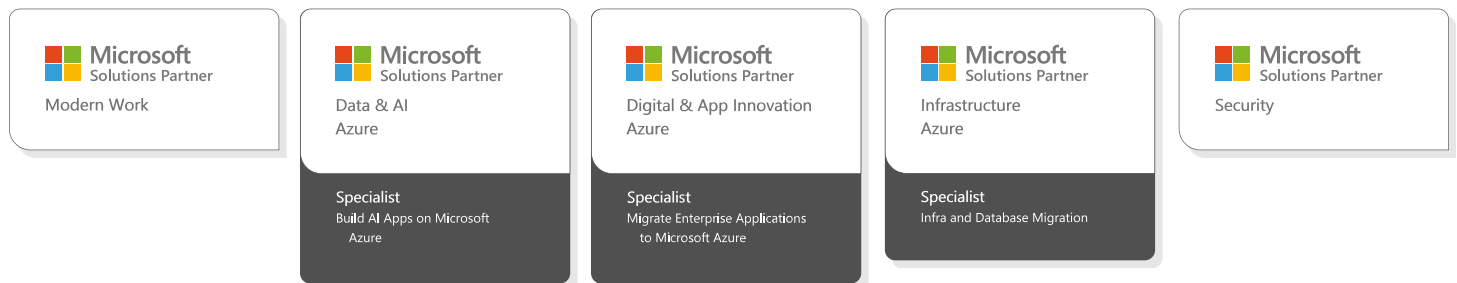 Microsoft
Solutions Partner
Modern Work
Microsoft
Solutions Partner
Data & AI
Azure
Specialist
Build AI Apps on Microsoft
Azure
Microsoft
Solutions Partner
Digital & App Innovation
Azure
Specialist
Migrate Enterprise Applications
to Microsoft Azure
Microsoft
Solutions Partner
Infrastructure
Azure
Specialist
Infra and Database Migration
Microsoft
Solutions Partner
Security